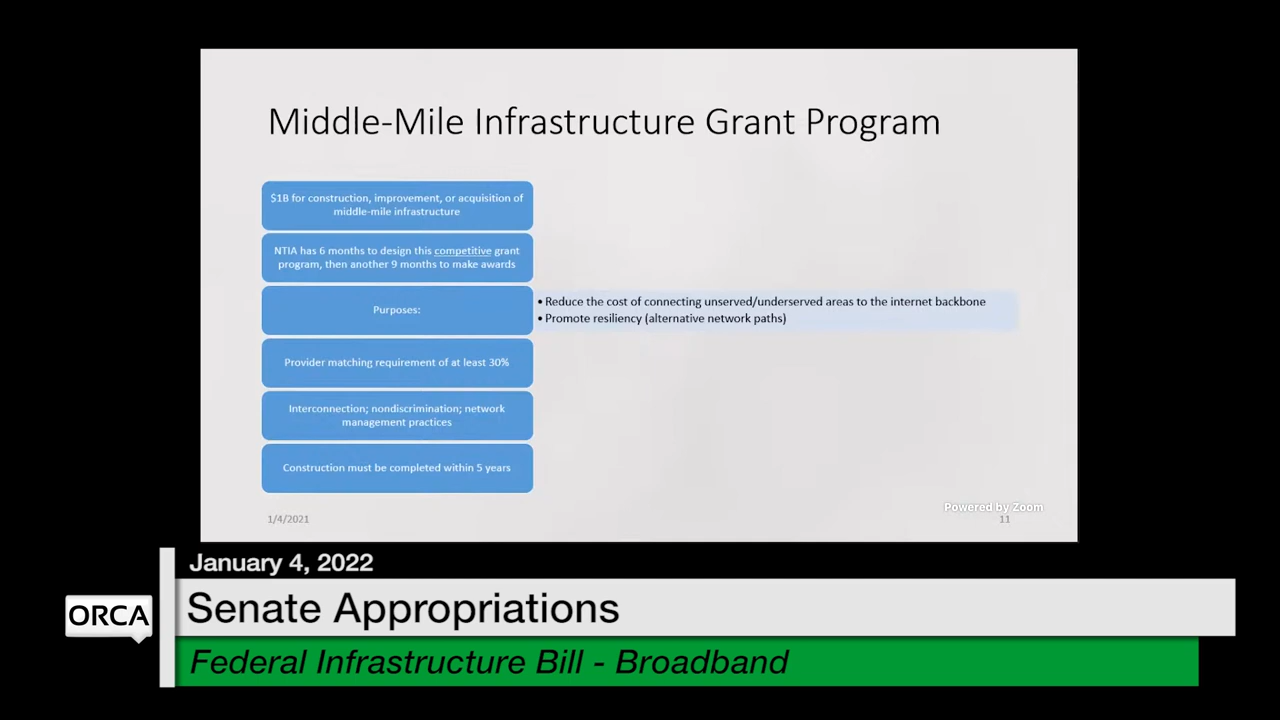 Middle-Mile Infrastructure Grant Program
$1B for construction, improvement, or acquisition of
middle-mile infrastructure
NTIA has 6 months to design this competitive grant
program, then another 9 months to make awards
Purposes:
• Reduce the cost of connecting unserved/underserved areas to the internet backbone
• Promote resiliency (alternative network paths)
Provider matching requirement of at least 30%
Interconnection; nondiscrimination; network
management practices
Construction must be completed within 5 years
Powered by Zoom
1/4/2021
11
January 4, 2022
ORCA
Senate Appropriations
Federal Infrastructure Bill - Broadband